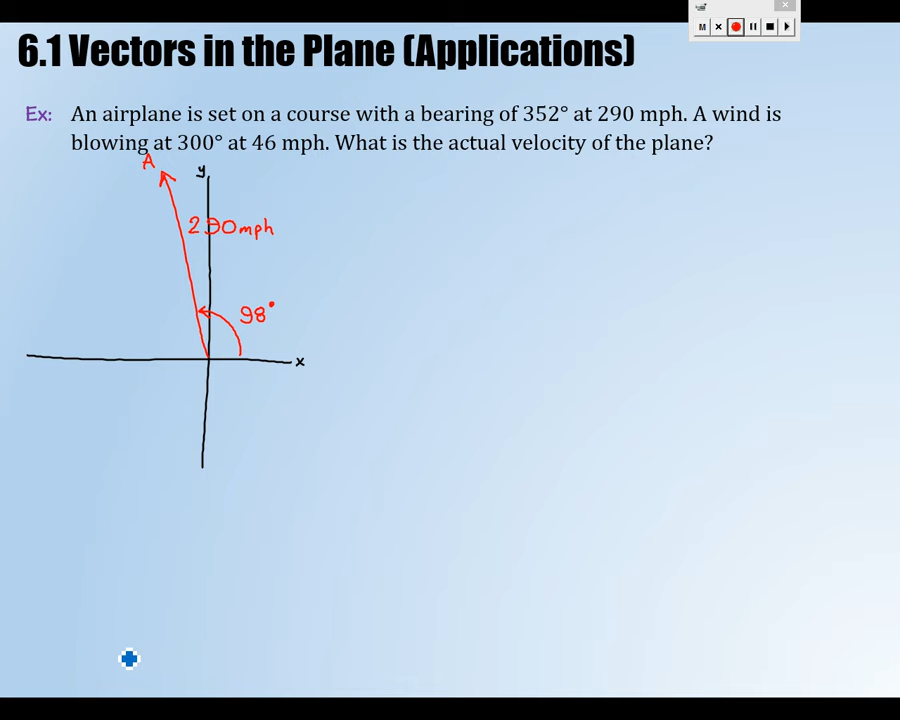 M
6.1 Vectors in the Plane (Applications)
Ex: An airplane is set on a course with a bearing of 352° at 290 mph. A wind is
blowing at 300° at 46 mph. What is the actual velocity of the plane?
A
y
290mph
98°
x